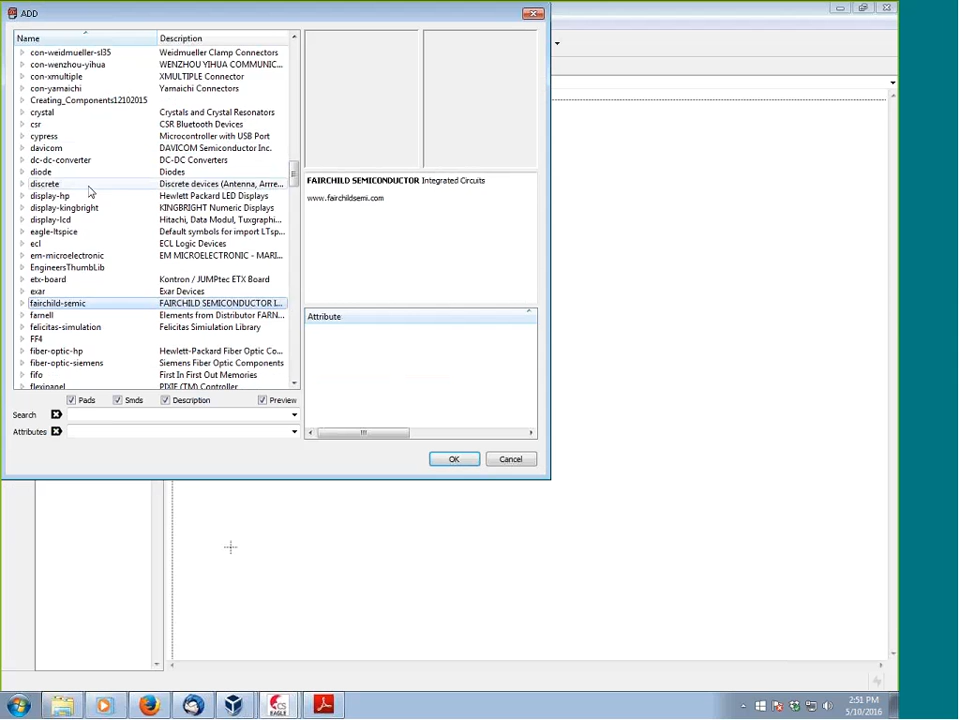 ADD
Name Description
con-weidmueller-sl35 Weidmueller Clamp Connectors
con-wenzhou-yihua WENZHOU YIHUA COMMUNIC...
con-xmultiple XMULTIPLE Connector
con-yamaichi Yamaichi Connectors
Creating_Components12102015
crystal Crystals and Crystal Resonators
csr CSR Bluetooth Devices
cypress Microcontroller with USB Port
davicom DAVICOM Semiconductor Inc.
dc-dc-converter DC-DC Converters
diode Diodes
discrete Discrete devices (Antenna, Arrre...
display-hp Hewlett Packard LED Displays
display-kingbright KINGBRIGHT Numeric Displays
display-lcd Hitachi, Data Modul, Tuxgraphi...
eagle-ltspice Default symbols for import LTsp...
ecl ECL Logic Devices
em-microelectronic EM MICROELECTRONIC - MARI...
EngineersThumbLib
etx-board Kontron / JUMPtec ETX Board
exar Exar Devices
fairchild-semic FAIRCHILD SEMICONDUCTOR I...
farnell Elements from Distributor FARN...
felicitas-simulation Felicitas Simiulation Library
FF4
fiber-optic-hp Hewlett-Packard Fiber Optic Co...
fiber-optic-siemens Siemens Fiber Optic Components
fifo First In First Out Memories
flexipanel PIXIE (TM) Controller
Pads Smds Description Preview
Search
Attributes
FAIRCHILD SEMICONDUCTOR Integrated Circuits
www.fairchildsemi.com
Attribute
OK Cancel
CS
EAGLE
2:51 PM
5/10/2016